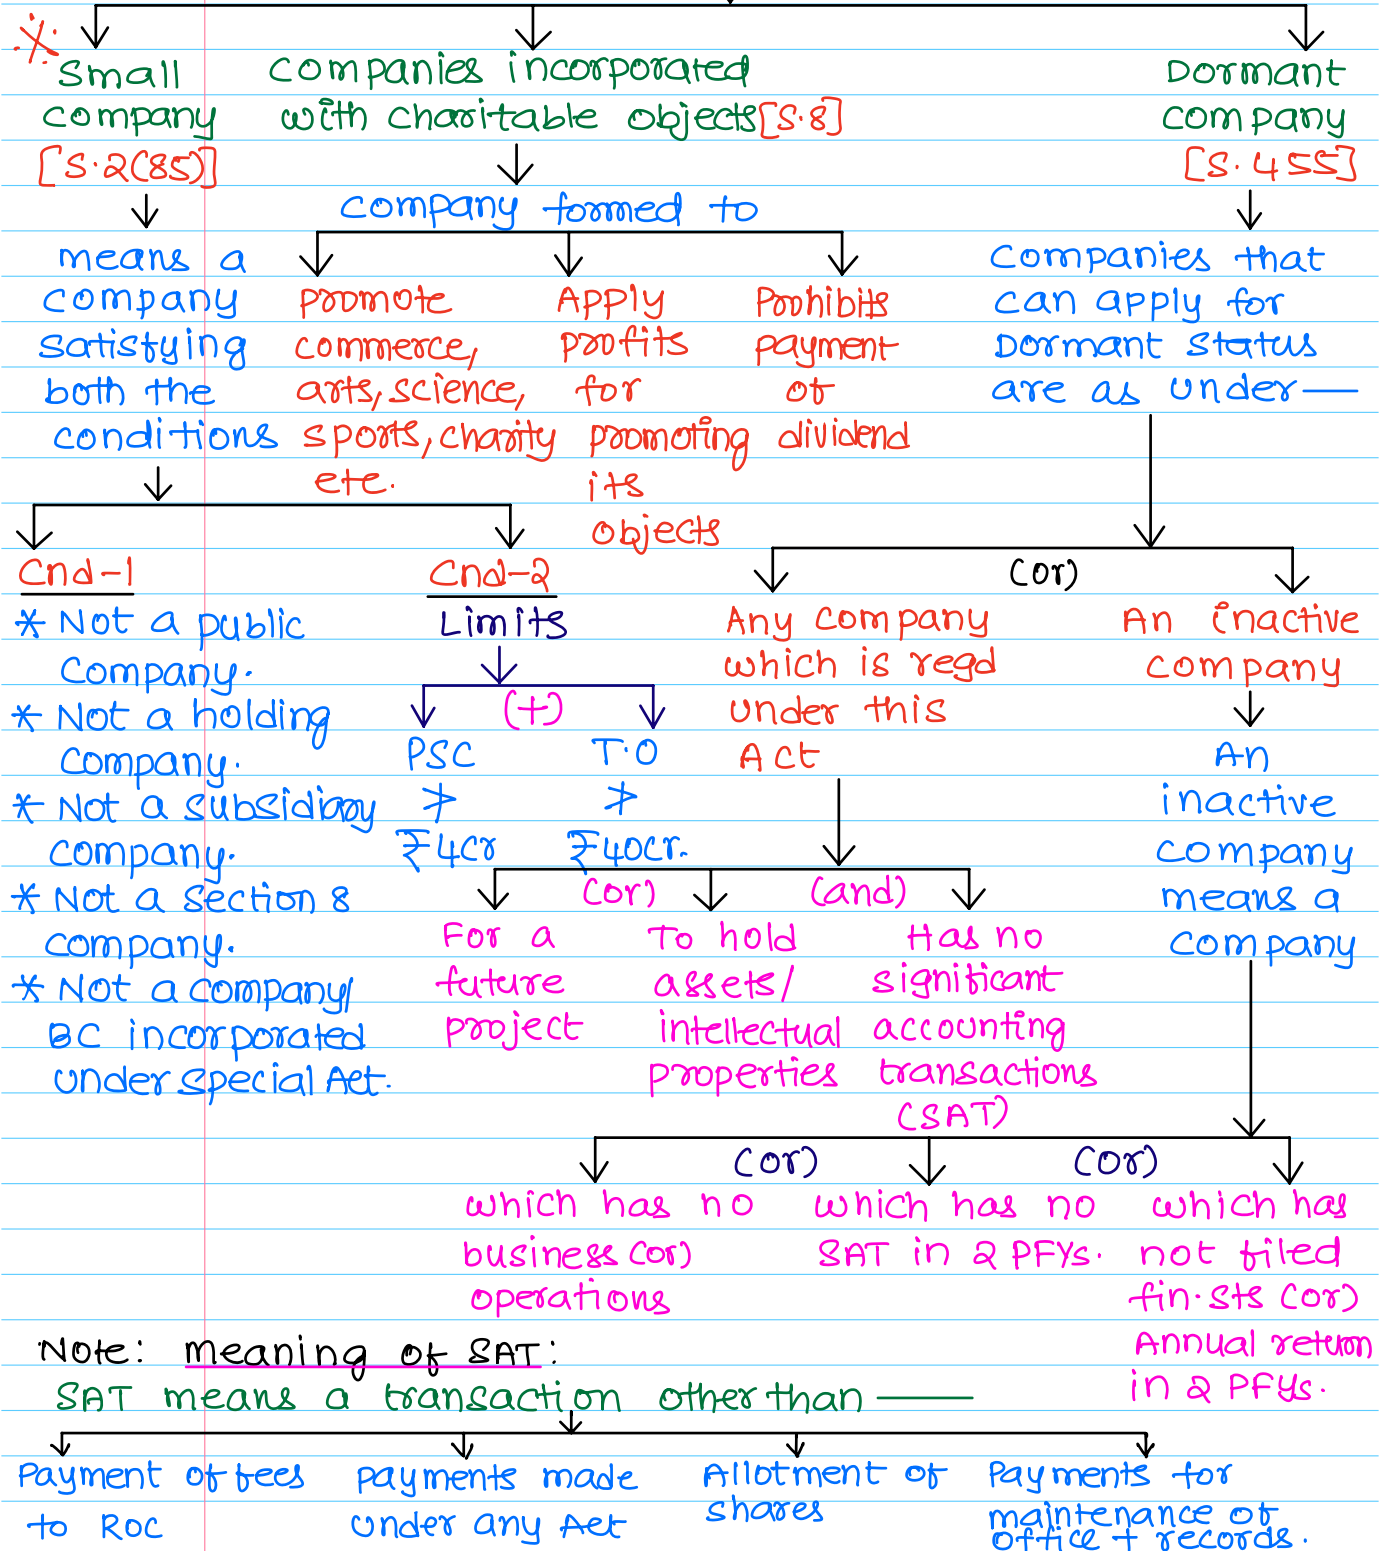 Small
company
[S.2(85)]
means a
company
satisfying
both the
conditions
Companies incorporated
with charitable objects [S.8]
company formed to
promote
commerce,
arts, science,
sports, charity
etc.
Apply
profits
for
promoting
its
objects
Prohibits
payment
of
dividend
Dormant
company
[S.455]
Companies that
can apply for
Dormant Status
are as under—
Cnd-1
* Not a public
Company.
* Not a holding
Company.
* Not a subsidiary
company.
* Not a Section 8
company.
* Not a company/
BC incorporated
under Special Act.
Cnd-2
Limits
(+)
PSC
≯
₹4cr
T.O
≯
₹40cr.
(or)
Any company
which is regd
under this
Act
(or)
(and)
For a
future
project
To hold
assets/
intellectual
properties
Has no
significant
accounting
transactions
(SAT)
An inactive
company
An
inactive
company
means a
company
(or)
(or)
which has no
business (or)
operations
which has no
SAT in 2 PFYs.
which has
not filed
fin.sts (or)
Annual return
in 2 PFYs.
Note: meaning of SAT:
SAT means a transaction other than —
Payment of fees
to Roc
payments made
under any Act
Allotment of
shares
Payments for
maintenance of
office + records.